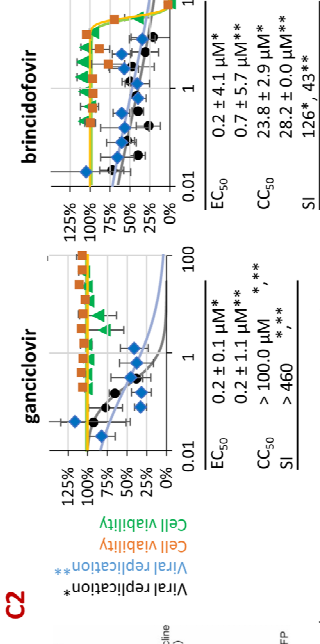 C2
Viral replication*
Viral replication**
Cell viability
Cell viability
ganciclovir
125%
100%
75%
50%
25%
0%
0.01
1
100
EC50 0.2 ± 0.1 µM*
0.2 ± 1.1 µM**
CC50 > 100.0 µM *,**
SI > 460 *,**
brincidofovir
125%
100%
75%
50%
25%
0%
0.01
1
EC50 0.2 ± 4.1 µM*
0.7 ± 5.7 µM**
CC50 23.8 ± 2.9 µM*
28.2 ± 0.0 µM**
SI 126*, 43**
cline
)
FP